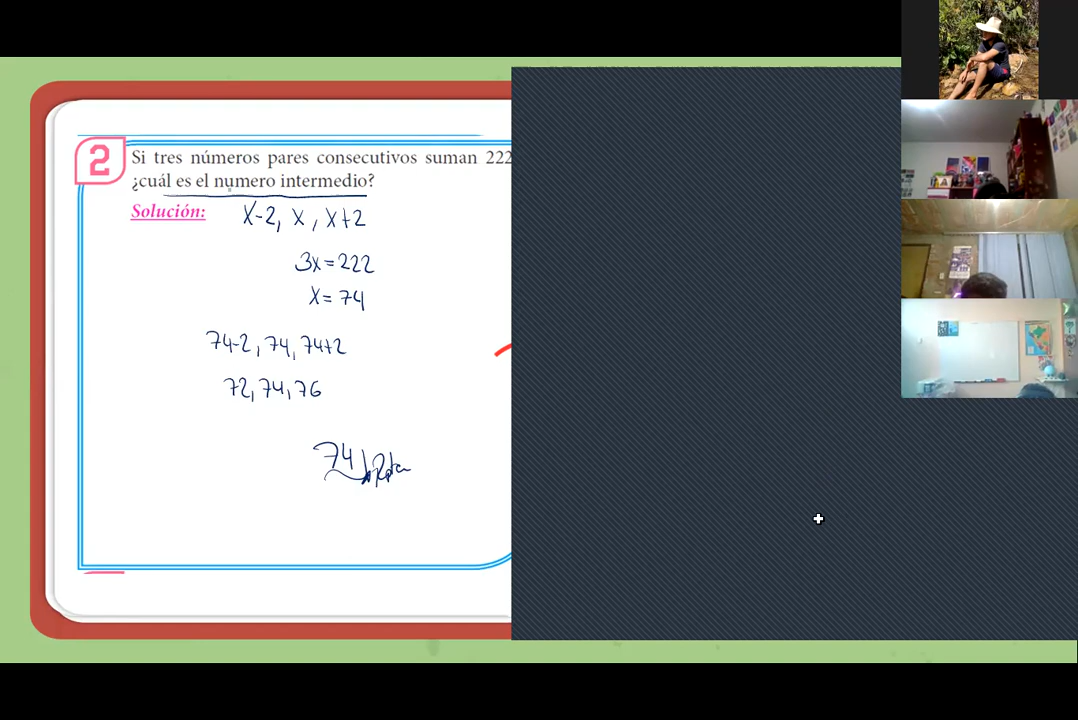 2
Si tres números pares consecutivos suman 222
¿cuál es el numero intermedio?
Solución:
x-2, x, x+2
3x=222
x=74
74-2, 74, 74+2
72, 74, 76
74 Rpta